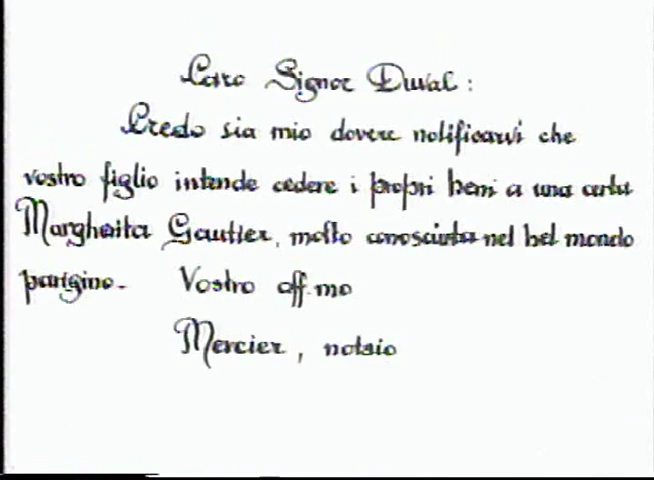 Caro Signor Duval:
Credo sia mio dovere notificarvi che
vostro figlio intende cedere i propri beni a una certa
Margherita Gautier, molto conosciuta nel bel mondo
parigino. Vostro aff.mo
Mercier, notaio